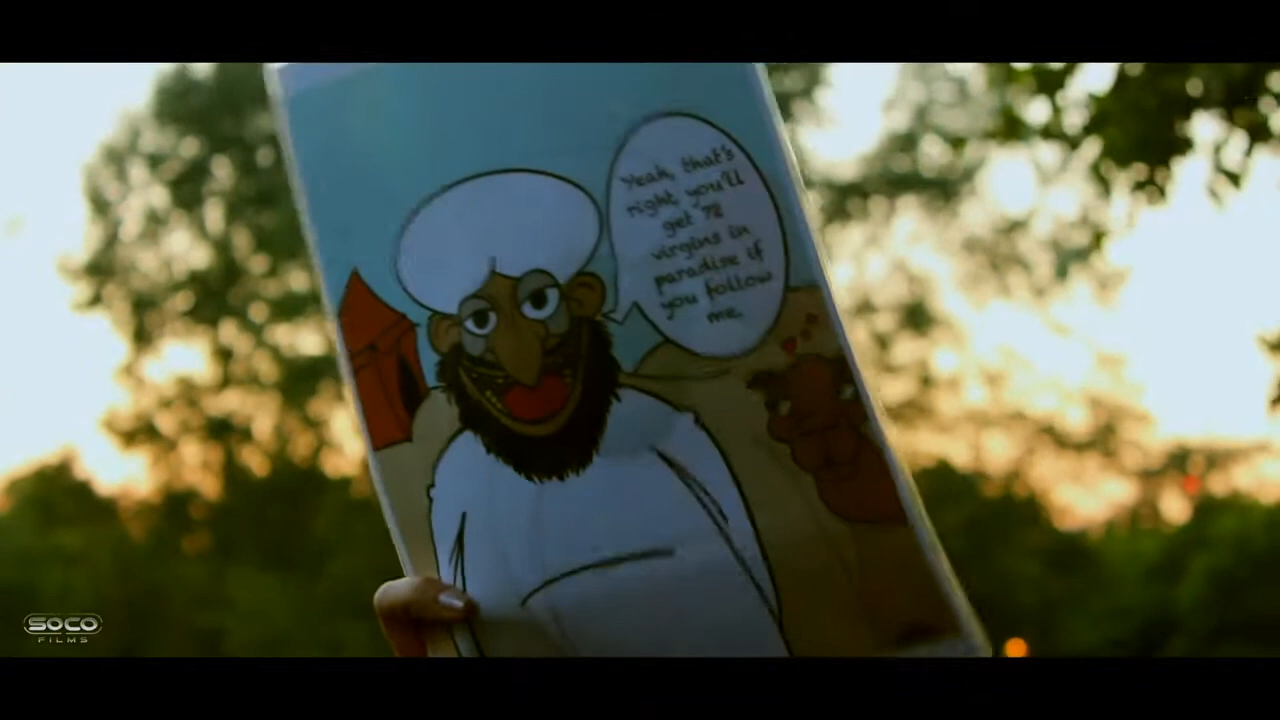 Yeah, that's
right, you'll
get 72
virgins in
paradise if
you follow
me.
SOCO
FILMS